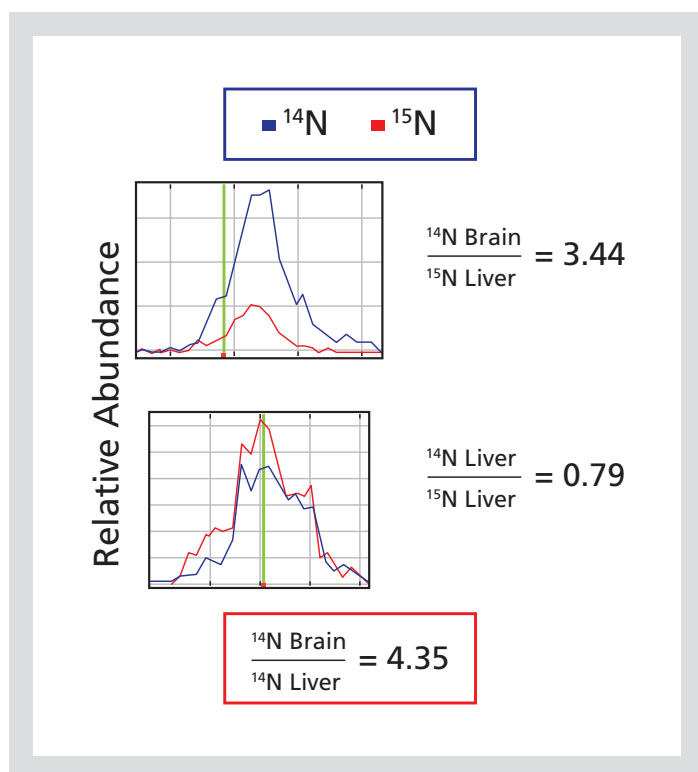 ¹⁴N ¹⁵N
Relative Abundance
¹⁴N Brain
¹⁵N Liver
= 3.44
¹⁴N Liver
¹⁵N Liver
= 0.79
¹⁴N Brain
¹⁴N Liver
= 4.35